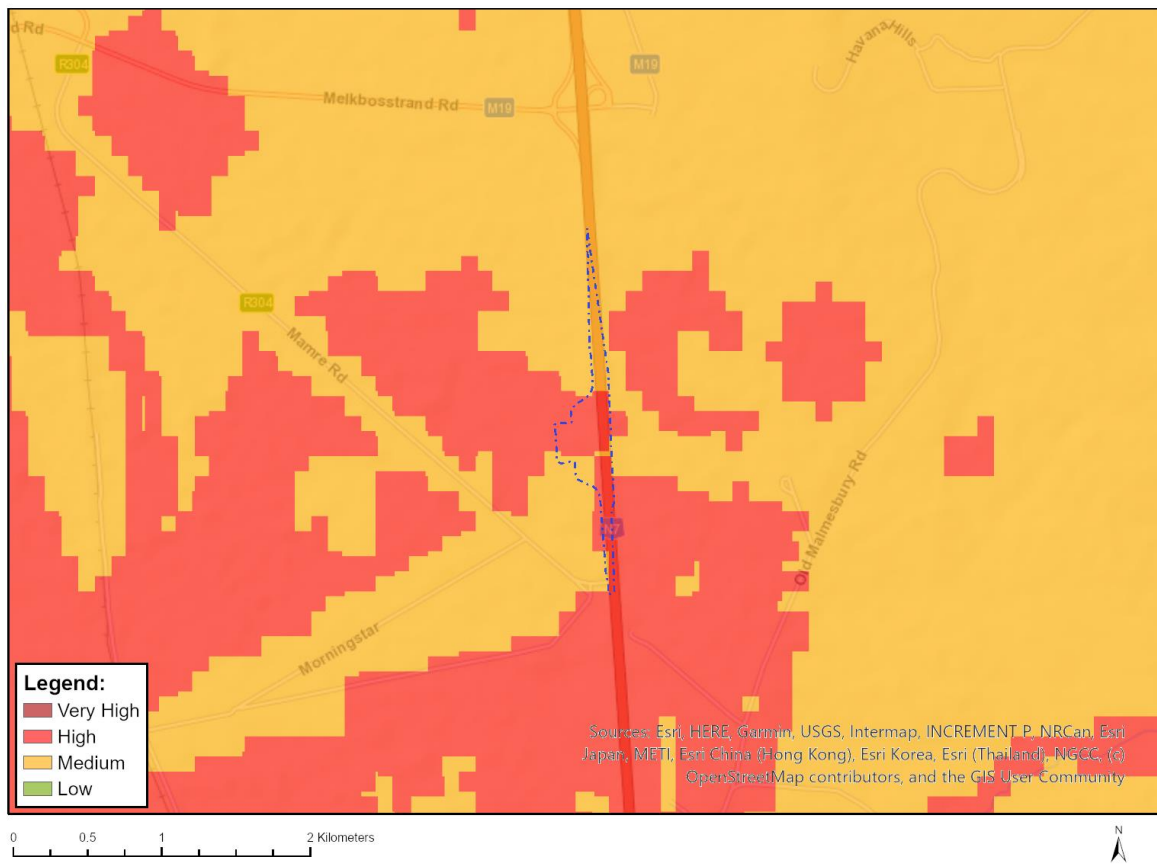 d Rd
R304
M19
Havana Hills
Melkbosstrand Rd
M19
R304
Mamre Rd
N7
Old Malmesbury Rd
Morningstar
Legend:
Very High
High
Medium
Low
Sources: Esri, HERE, Garmin, USGS, Intermap, INCREMENT P, NRCan, Esri
Japan, METI, Esri China (Hong Kong), Esri Korea, Esri (Thailand), NGCC, (c)
OpenStreetMap contributors, and the GIS User Community
0 0.5 1 2 Kilometers
N